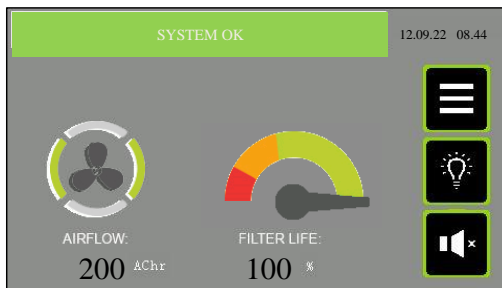 SYSTEM OK
12.09.22 08.44
AIRFLOW:
200 AChr
FILTER LIFE:
100 %